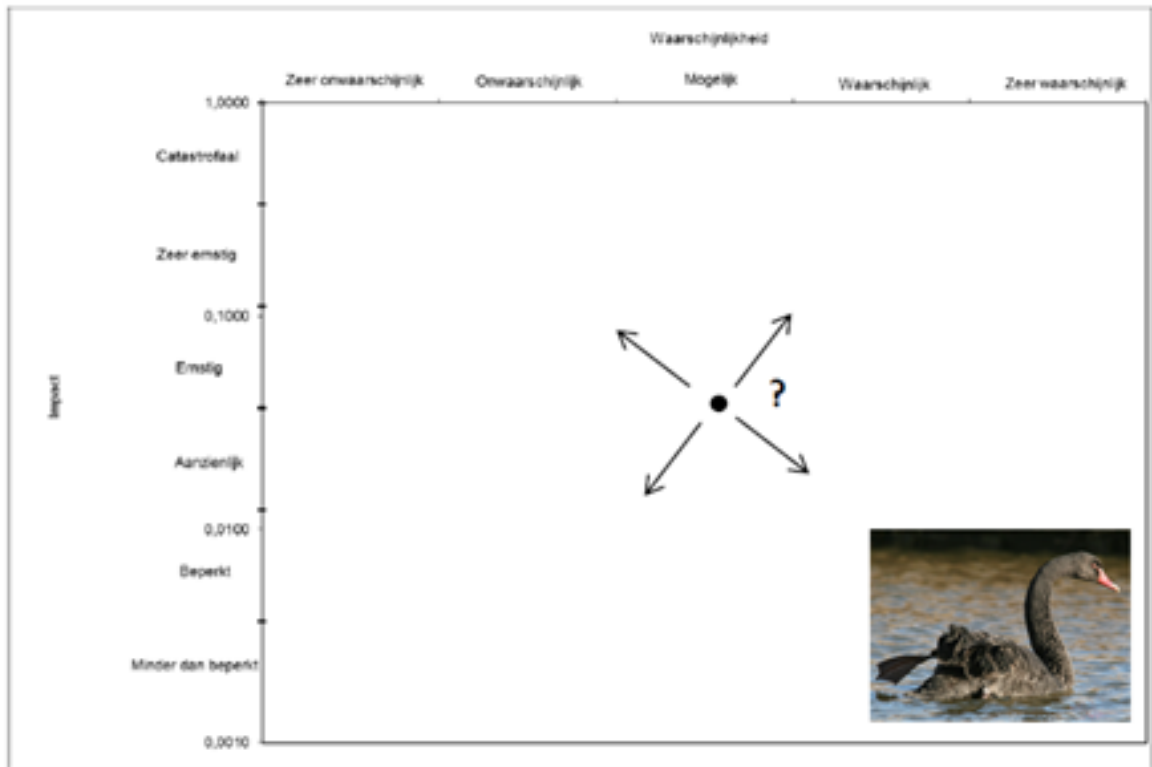 Waarschijnlijkheid
Zeer onwaarschijnlijk Onwaarschijnlijk Mogelijk Waarschijnlijk Zeer waarschijnlijk
1,0000
Catastrofaal
Zeer ernstig
0,1000
Ernstig
Impact
?
Aanzienlijk
0,0100
Beperkt
Minder dan beperkt
0,0010